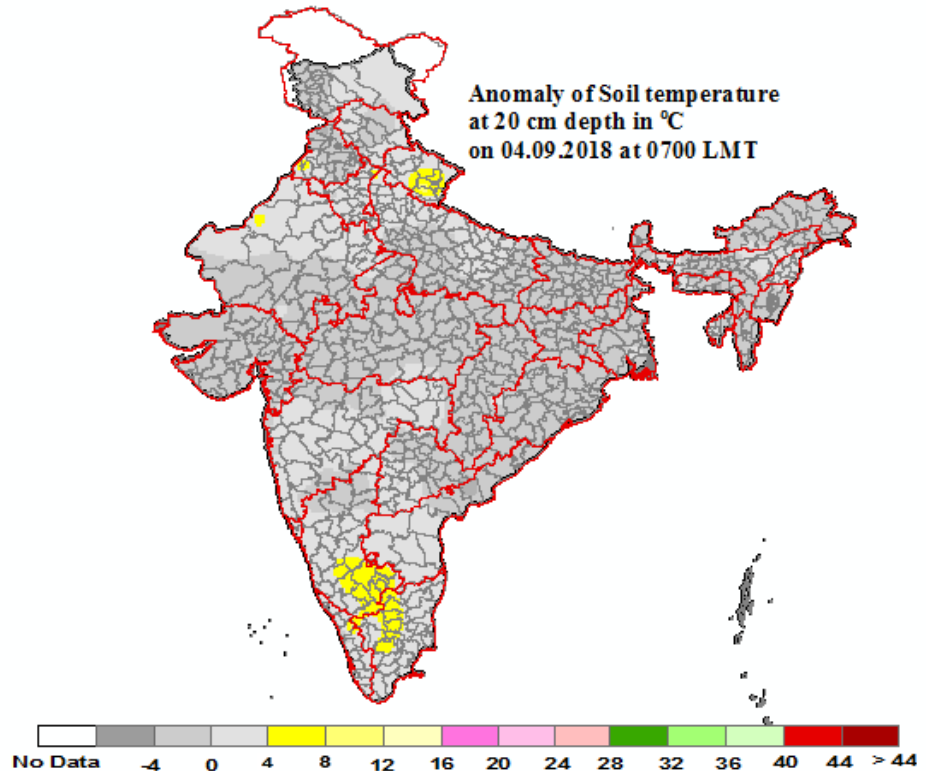 Anomaly of Soil temperature
at 20 cm depth in °C
on 04.09.2018 at 0700 LMT
No Data -4 0 4 8 12 16 20 24 28 32 36 40 44 > 44